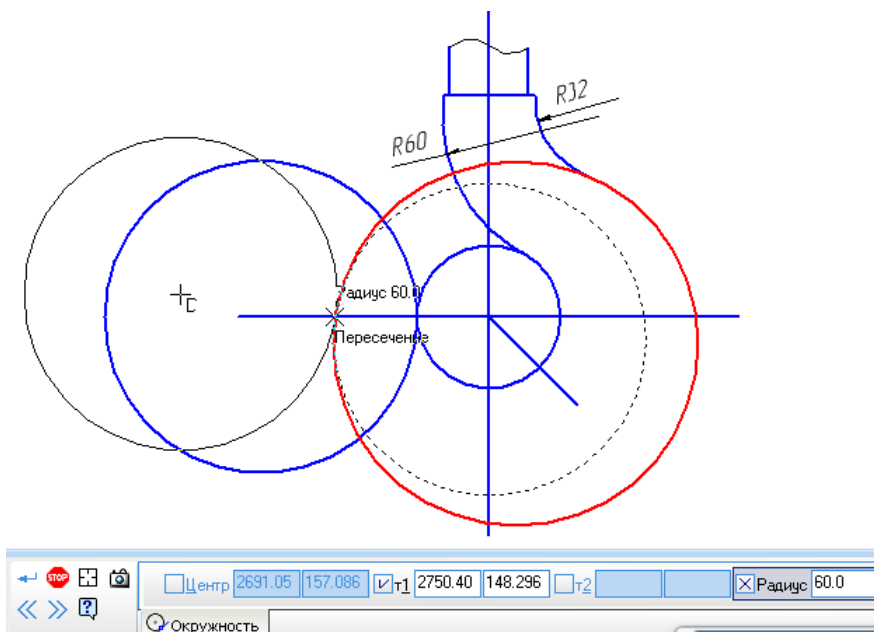 R32
R60
Радиус 60.0
Пересечение
STOP Центр 2691.05 157.086 т1 2750.40 148.296 т2 Радиус 60.0
Окружность